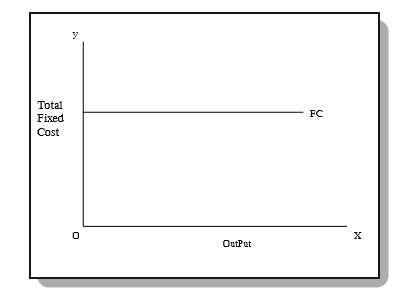 y
Total
Fixed
Cost
FC
O
X
OutPut